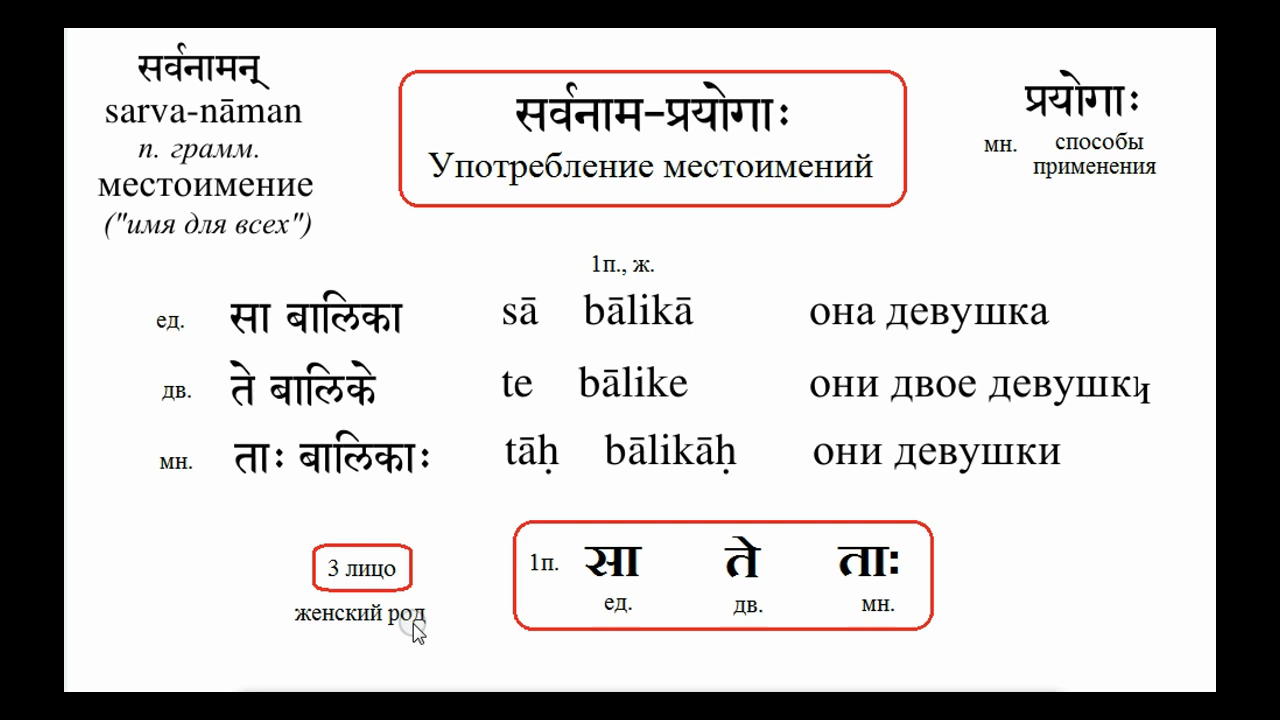 सर्वनामन्
sarva-nāman
п. грамм.
местоимение
("имя для всех")
सर्वनाम-प्रयोगाः
Употребление местоимений
प्रयोगाः
мн. способы применения
1п., ж.
ед. सा बालिका sā bālikā она девушка
дв. ते बालिके te bālike они двое девушки
мн. ताः बालिकाः tāḥ bālikāḥ они девушки
3 лицо
женский род
1п. सा ते ताः
ед. дв. мн.